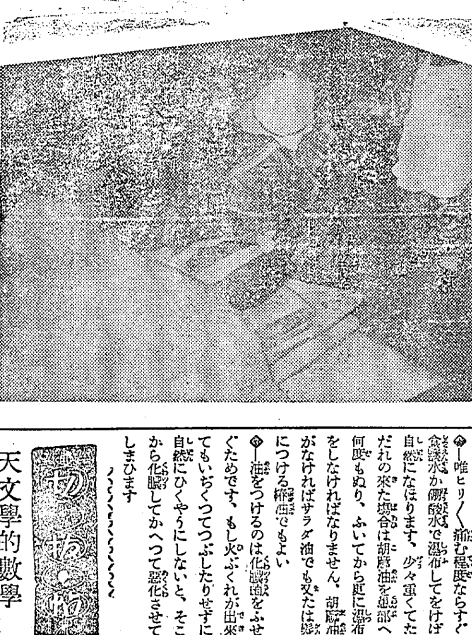 ―唯ヒリ／＼痛む程度ならすぐ
食鹽水か硼酸水で濕布してをけば
自然になほります、少々重くてた
だれの來た場合は胡麻油を患部へ
何度もぬり、ふいてから更に濕布
をしなければなりません、胡麻油
がなければサラダ油でも又たは髮
につける椿油でもよい
―油をつけるのは化膿菌をふせ
ぐためです、もし火ぶくれが出來
てもいぢくつてつぶしたりせずに
自然にひくやうにしないと、そこ
から化膿してかへつて惡化させて
しまひます
天文學的數學